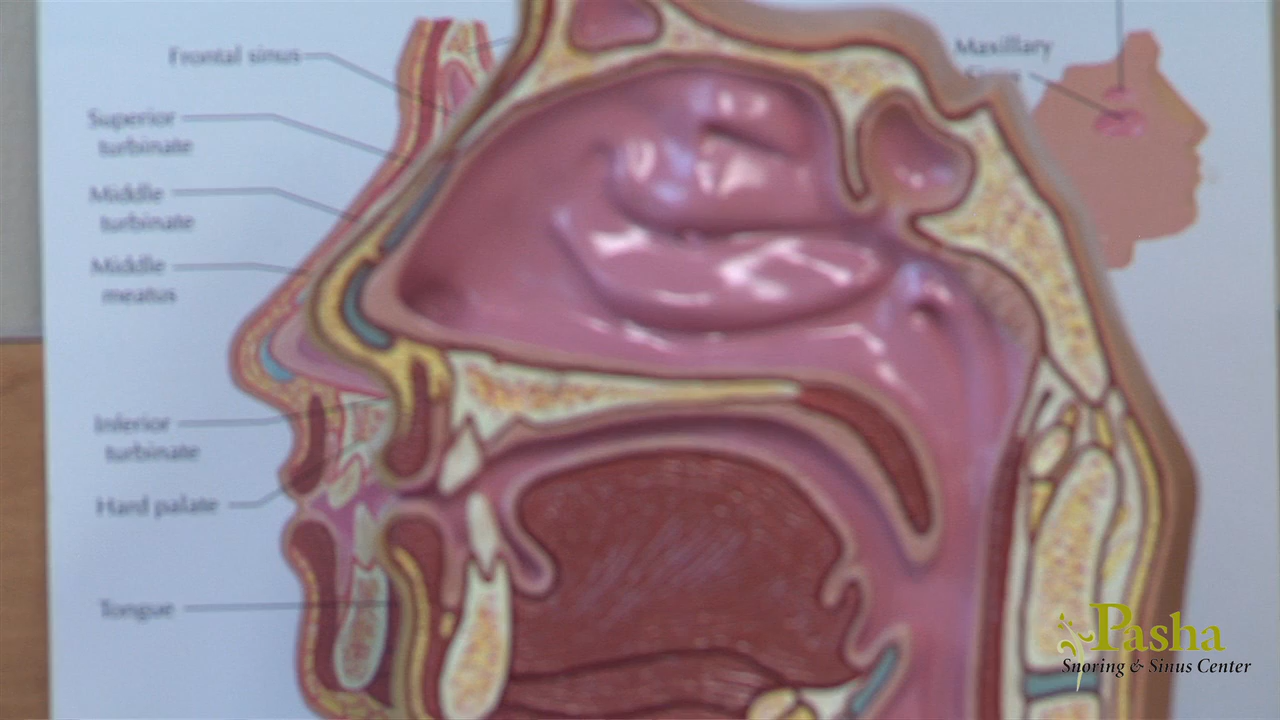 Frontal sinus
Superior
turbinate
Middle
turbinate
Middle
meatus
Inferior
turbinate
Hard palate
Tongue
Maxillary
Pasha
Snoring & Sinus Center